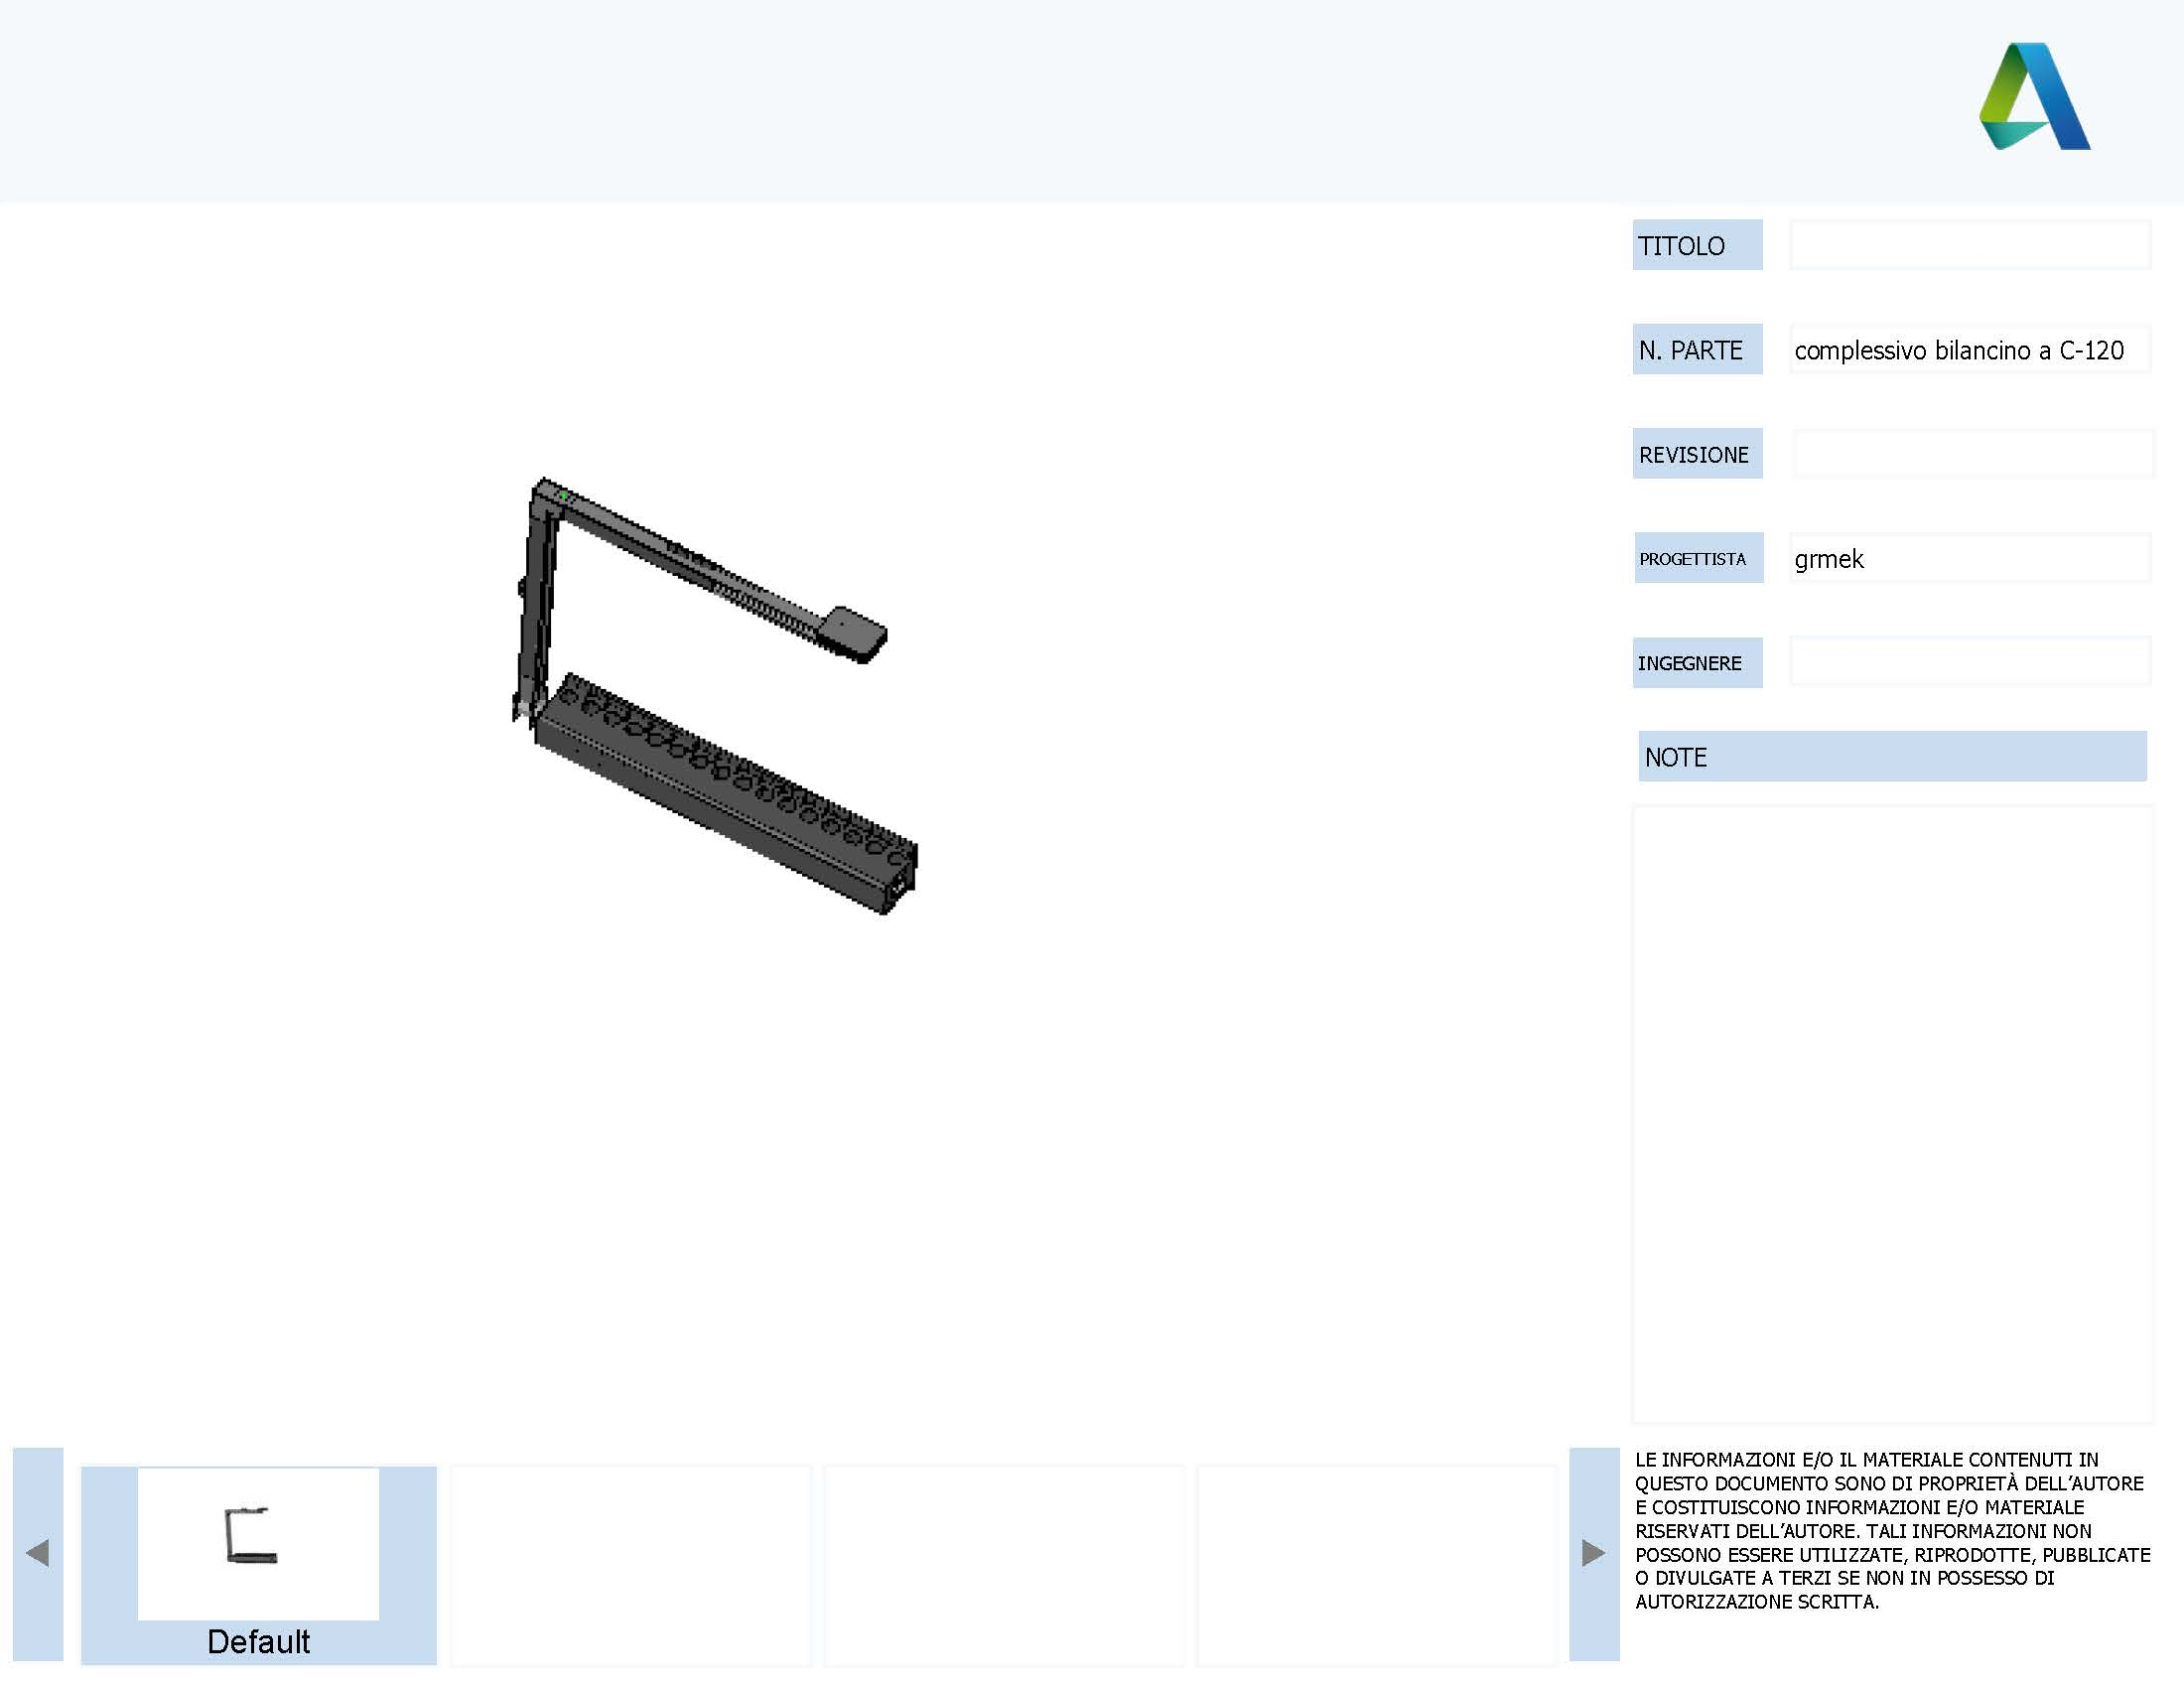 TITOLO
N. PARTE complessivo bilancino a C-120
REVISIONE
PROGETTISTA grmek
INGEGNERE
NOTE
LE INFORMAZIONI E/O IL MATERIALE CONTENUTI IN
QUESTO DOCUMENTO SONO DI PROPRIETÀ DELL'AUTORE
E COSTITUISCONO INFORMAZIONI E/O MATERIALE
RISERVATI DELL'AUTORE. TALI INFORMAZIONI NON
POSSONO ESSERE UTILIZZATE, RIPRODOTTE, PUBBLICATE
O DIVULGATE A TERZI SE NON IN POSSESSO DI
AUTORIZZAZIONE SCRITTA.
Default